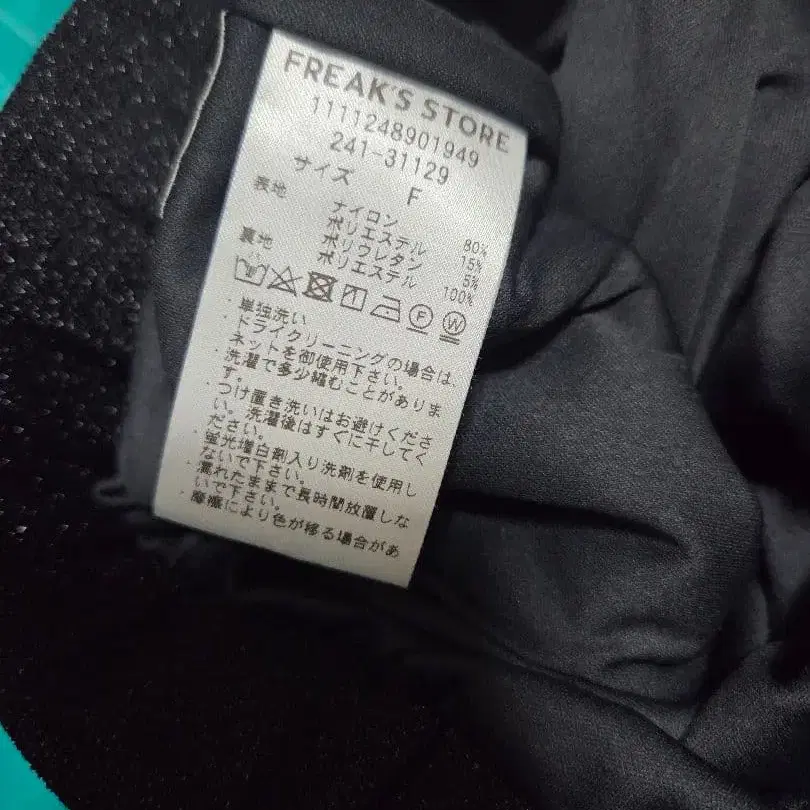 FREAK'S STORE
1111248901949
241-31129
サイズ F
表地 ナイロン 80%
ポリエステル 15%
ポリウレタン 5%
裏地 ポリエステル 100%
F W
・単独洗い
・ドライクリーニングの場合は、
ネットを御使用下さい。
・洗濯で多少縮むことがありま
す。
・つけ置き洗いはお避けくださ
い。洗濯後はすぐに干してく
ださい。
・蛍光増白剤入り洗剤を使用し
ないで下さい。
・濡れたままで長時間放置しな
いで下さい。
・摩擦により色が移る場合があ